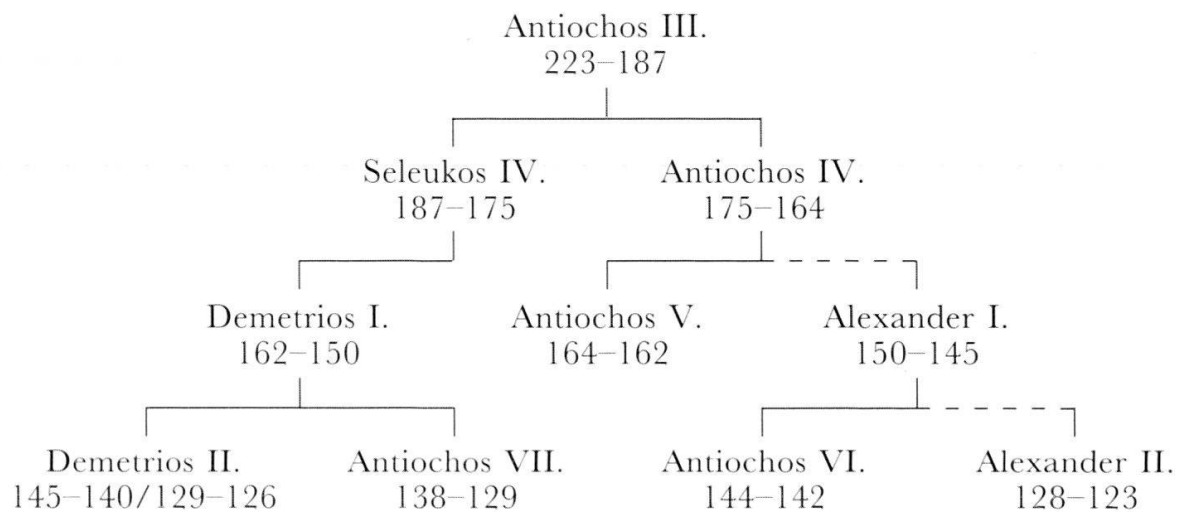 Antiochos III.
223–187
Seleukos IV. Antiochos IV.
187–175 175–164
Demetrios I. Antiochos V. Alexander I.
162–150 164–162 150–145
Demetrios II. Antiochos VII. Antiochos VI. Alexander II.
145–140/129–126 138–129 144–142 128–123